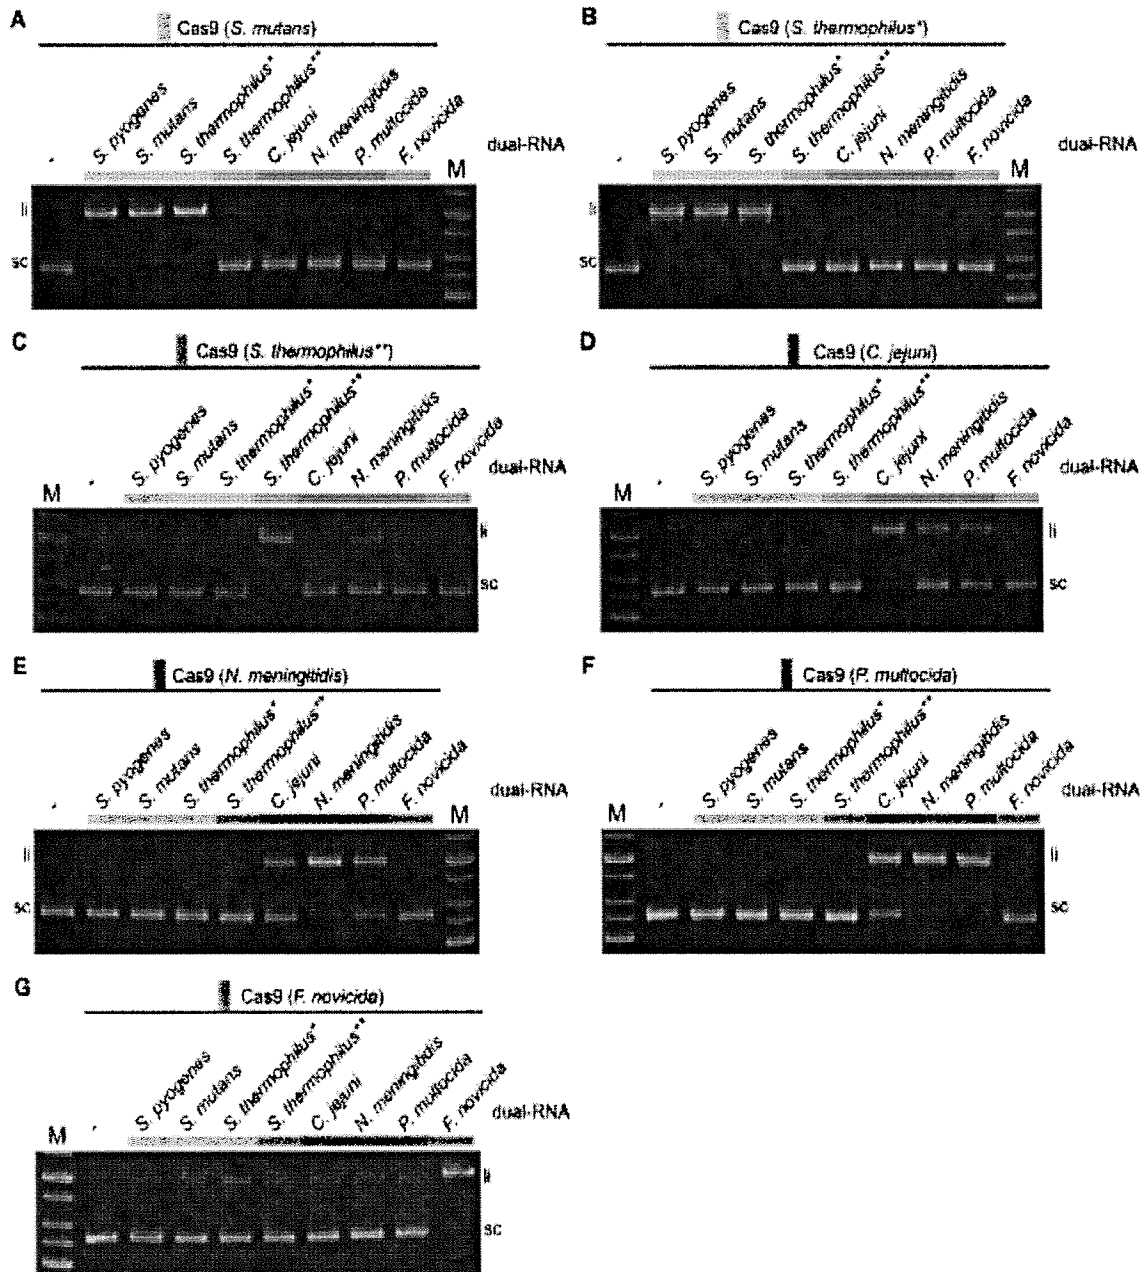 A
Cas9 (S. mutans)
S. pyogenes
S. mutans
S. thermophilus*
S. thermophilus**
C. jejuni
N. meningitidis
P. multocida
F. novicida
dual-RNA
-
M
li
sc
B
Cas9 (S. thermophilus*)
S. pyogenes
S. mutans
S. thermophilus*
S. thermophilus**
C. jejuni
N. meningitidis
P. multocida
F. novicida
dual-RNA
-
M
li
sc
C
Cas9 (S. thermophilus**)
S. pyogenes
S. mutans
S. thermophilus*
S. thermophilus**
C. jejuni
N. meningitidis
P. multocida
F. novicida
dual-RNA
M
-
li
sc
D
Cas9 (C. jejuni)
S. pyogenes
S. mutans
S. thermophilus*
S. thermophilus**
C. jejuni
N. meningitidis
P. multocida
F. novicida
dual-RNA
M
-
li
sc
E
Cas9 (N. meningitidis)
S. pyogenes
S. mutans
S. thermophilus*
S. thermophilus**
C. jejuni
N. meningitidis
P. multocida
F. novicida
dual-RNA
-
M
li
sc
F
Cas9 (P. multocida)
S. pyogenes
S. mutans
S. thermophilus*
S. thermophilus**
C. jejuni
N. meningitidis
P. multocida
F. novicida
dual-RNA
M
-
li
sc
G
Cas9 (F. novicida)
S. pyogenes
S. mutans
S. thermophilus*
S. thermophilus**
C. jejuni
N. meningitidis
P. multocida
F. novicida
dual-RNA
M
-
li
sc